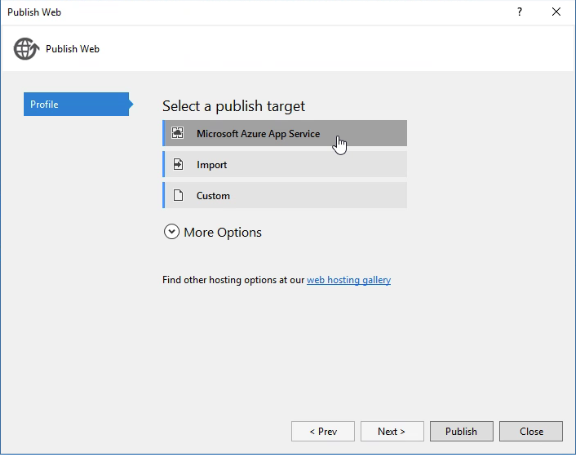 Publish Web
?
Publish Web
Profile
Select a publish target
Microsoft Azure App Service
Import
Custom
More Options
Find other hosting options at our web hosting gallery
< Prev
Next >
Publish
Close